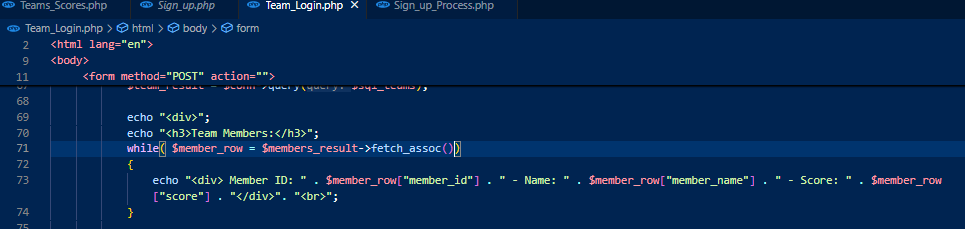 Teams_Scores.php Sign_up.php Team_Login.php X Sign_up_Process.php
Team_Login.php > html > body > form
2 <html lang="en">
9 <body>
11 <form method="POST" action="">
67 $team_result = $conn->query(query: $sql_teams);
68
69 echo "<div>";
70 echo "<h3>Team Members:</h3>";
71 while( $member_row = $members_result->fetch_assoc())
72 {
73 echo "<div> Member ID: " . $member_row["member_id"] . " - Name: " . $member_row["member_name"] . " - Score: " . $member_row
["score"] . "</div>". "<br>";
74 }
75